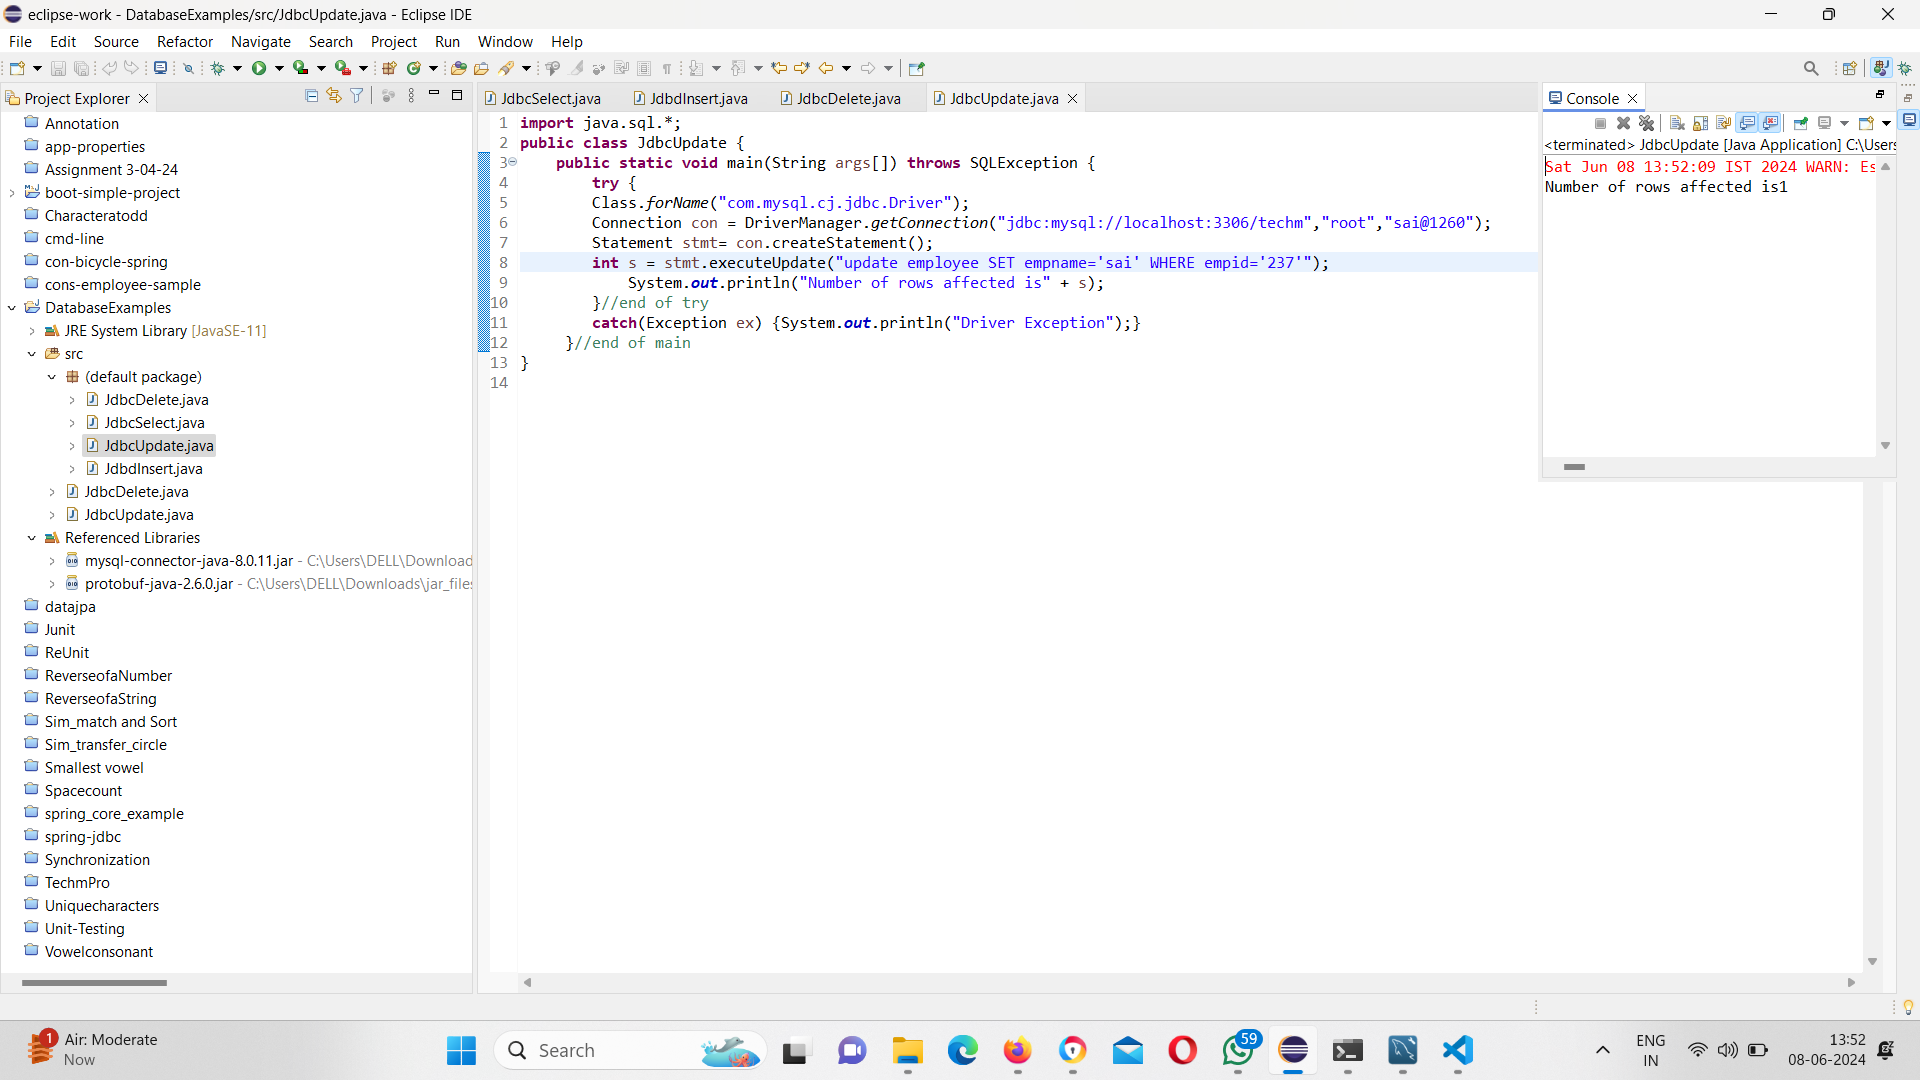 eclipse-work - DatabaseExamples/src/JdbcUpdate.java - Eclipse IDE
File Edit Source Refactor Navigate Search Project Run Window Help
Project Explorer
Annotation
app-properties
Assignment 3-04-24
boot-simple-project
Characteratodd
cmd-line
con-bicycle-spring
cons-employee-sample
DatabaseExamples
JRE System Library [JavaSE-11]
src
(default package)
JdbcDelete.java
JdbcSelect.java
JdbcUpdate.java
JdbdInsert.java
JdbcDelete.java
JdbcUpdate.java
Referenced Libraries
mysql-connector-java-8.0.11.jar - C:\Users\DELL\Download
protobuf-java-2.6.0.jar - C:\Users\DELL\Downloads\jar_files
datajpa
Junit
ReUnit
ReverseofaNumber
ReverseofaString
Sim_match and Sort
Sim_transfer_circle
Smallest vowel
Spacecount
spring_core_example
spring-jdbc
Synchronization
TechmPro
Uniquecharacters
Unit-Testing
Vowelconsonant
JdbcSelect.java JdbdInsert.java JdbcDelete.java JdbcUpdate.java
1 import java.sql.*;
2 public class JdbcUpdate {
3 public static void main(String args[]) throws SQLException {
4 try {
5 Class.forName("com.mysql.cj.jdbc.Driver");
6 Connection con = DriverManager.getConnection("jdbc:mysql://localhost:3306/techm","root","sai@1260");
7 Statement stmt= con.createStatement();
8 int s = stmt.executeUpdate("update employee SET empname='sai' WHERE empid='237'");
9 System.out.println("Number of rows affected is" + s);
10 }//end of try
11 catch(Exception ex) {System.out.println("Driver Exception");}
12 }//end of main
13 }
14
Console
<terminated> JdbcUpdate [Java Application] C:\Users
Sat Jun 08 13:52:09 IST 2024 WARN: Es
Number of rows affected is1
1
Air: Moderate
Now
Search
59
ENG
IN
13:52
08-06-2024